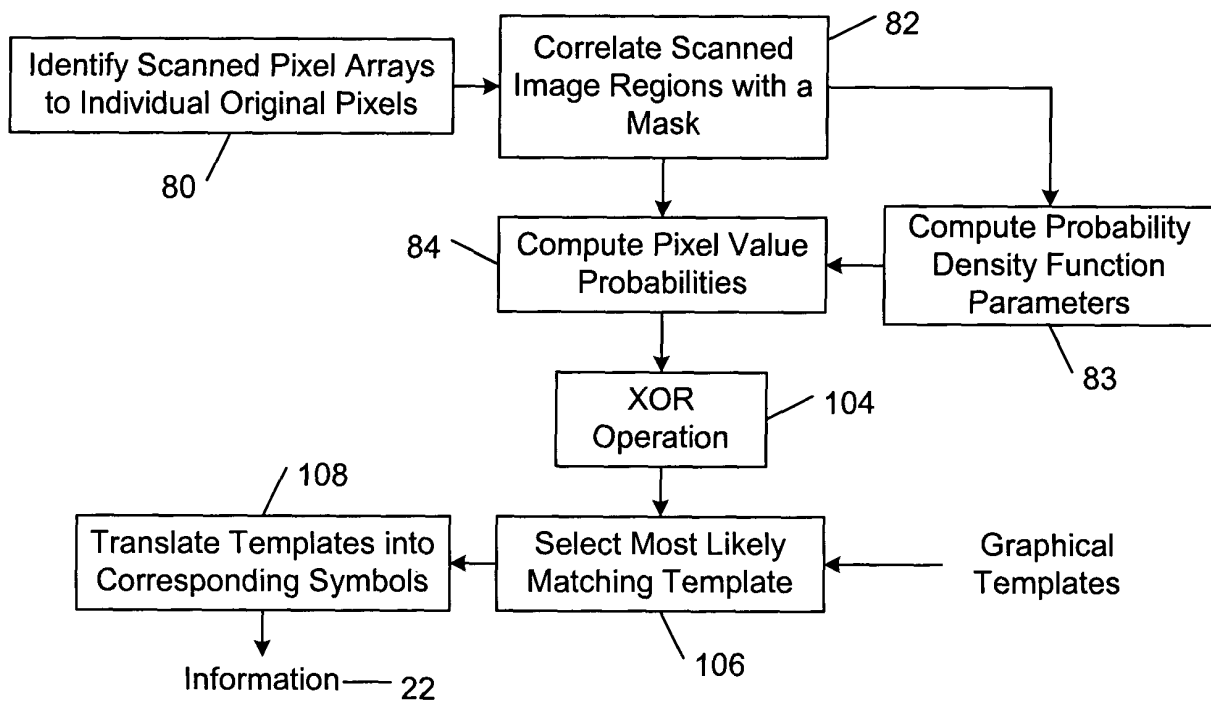 82
Identify Scanned Pixel Arrays
to Individual Original Pixels
80
Correlate Scanned
Image Regions with a
Mask
84
Compute Pixel Value
Probabilities
Compute Probability
Density Function
Parameters
83
XOR
Operation
104
108
Translate Templates into
Corresponding Symbols
Select Most Likely
Matching Template
106
Graphical
Templates
Information
22